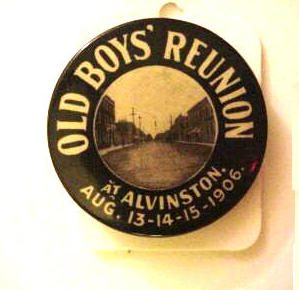 OLD BOYS' REUNION
AT ALVINSTON.
AUG. 13-14-15-1906.